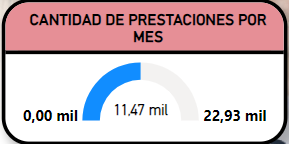 CANTIDAD DE PRESTACIONES POR
MES
0,00 mil 11,47 mil 22,93 mil